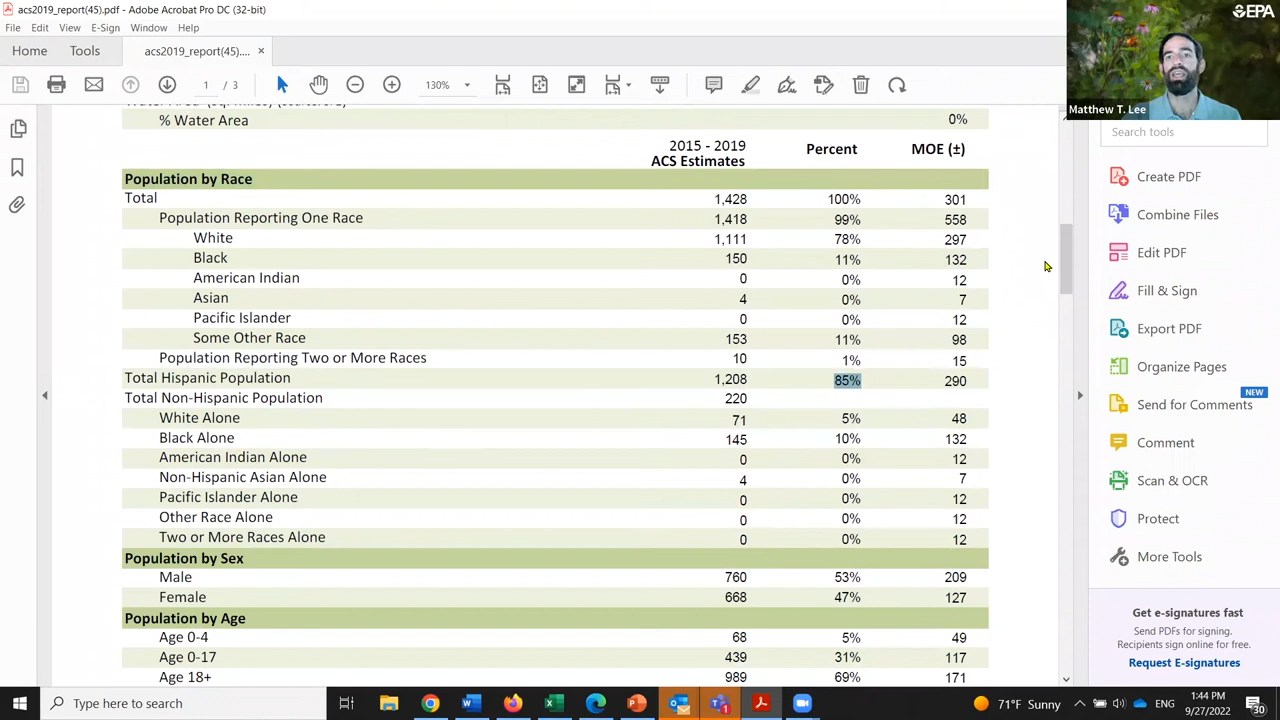 acs2019_report(45).pdf - Adobe Acrobat Pro DC (32-bit)
File Edit View E-Sign Window Help
Home Tools acs2019_report(45).... ×
1 / 3 130%
EPA
Matthew T. Lee
% Water Area 0%
2015 - 2019
ACS Estimates Percent MOE (±)
Population by Race
Total 1,428 100% 301
Population Reporting One Race 1,418 99% 558
White 1,111 78% 297
Black 150 11% 132
American Indian 0 0% 12
Asian 4 0% 7
Pacific Islander 0 0% 12
Some Other Race 153 11% 98
Population Reporting Two or More Races 10 1% 15
Total Hispanic Population 1,208 85% 290
Total Non-Hispanic Population 220
White Alone 71 5% 48
Black Alone 145 10% 132
American Indian Alone 0 0% 12
Non-Hispanic Asian Alone 4 0% 7
Pacific Islander Alone 0 0% 12
Other Race Alone 0 0% 12
Two or More Races Alone 0 0% 12
Population by Sex
Male 760 53% 209
Female 668 47% 127
Population by Age
Age 0-4 68 5% 49
Age 0-17 439 31% 117
Age 18+ 989 69% 171
Search tools
Create PDF
Combine Files
Edit PDF
Fill & Sign
Export PDF
Organize Pages
NEW
Send for Comments
Comment
Scan & OCR
Protect
More Tools
Get e-signatures fast
Send PDFs for signing.
Recipients sign online for free.
Request E-signatures
Type here to search
71°F Sunny
ENG
1:44 PM
9/27/2022
30